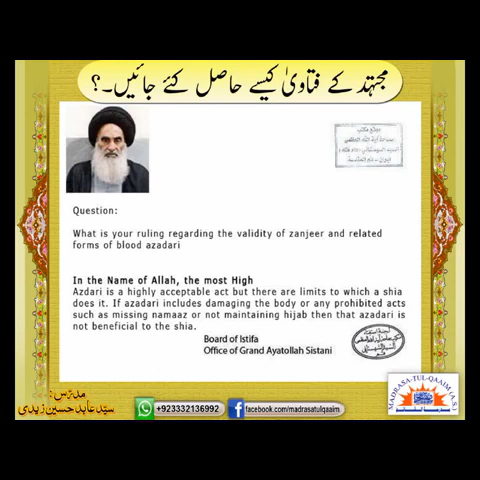 مجتہد کے فتاویٰ کیسے حاصل کئے جائیں۔؟
Question:
What is your ruling regarding the validity of zanjeer and related
forms of blood azadari
In the Name of Allah, the most High
Azdari is a highly acceptable act but there are limits to which a shia
does it. If azadari includes damaging the body or any prohibited acts
such as missing namaaz or not maintaining hijab then that azadari is
not beneficial to the shia.
Board of Istifa
Office of Grand Ayatollah Sistani
مدرّس:
سیّد عابد حسین زیدی
+923332136992
facebook.com/madrasatulqaaim
MADRASA-TUL-QAAIM (A.S.)